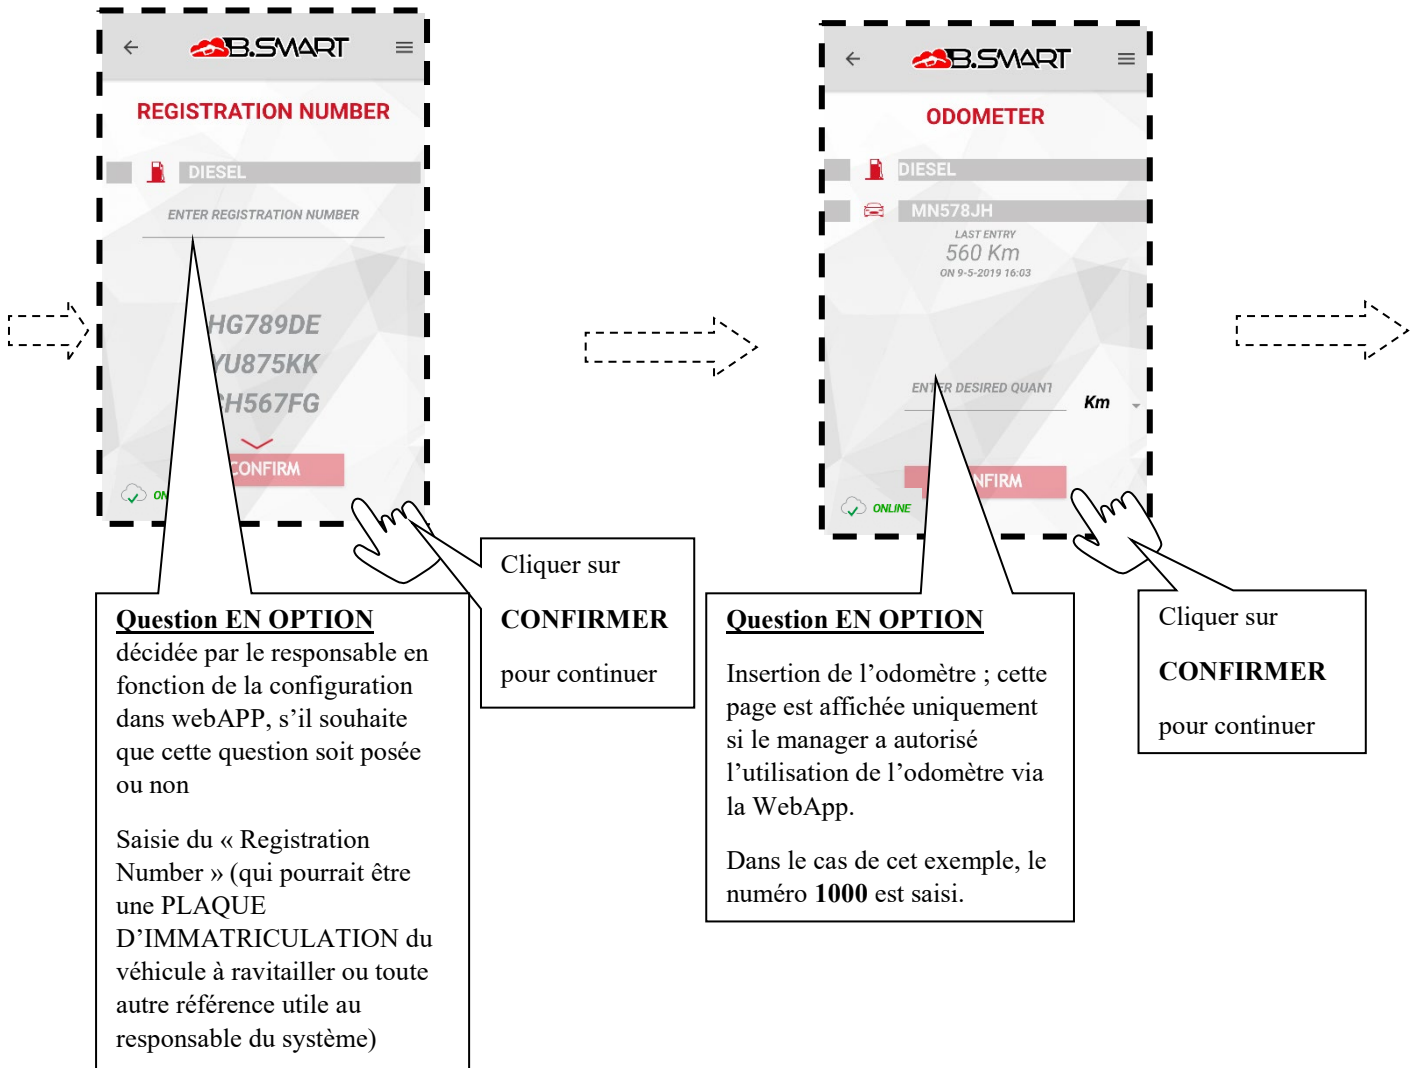 B.SMART
REGISTRATION NUMBER
DIESEL
ENTER REGISTRATION NUMBER
HG789DE
YU875KK
H567FG
CONFIRM
Cliquer sur
CONFIRMER
pour continuer
Question EN OPTION
décidée par le responsable en
fonction de la configuration
dans webAPP, s’il souhaite
que cette question soit posée
ou non
Saisie du « Registration
Number » (qui pourrait être
une PLAQUE
D’IMMATRICULATION du
véhicule à ravitailler ou toute
autre référence utile au
responsable du système)
B.SMART
ODOMETER
DIESEL
MN578JH
LAST ENTRY
560 Km
ON 9-5-2019 16:03
ENTER DESIRED QUANT
Km
NFIRM
ONLINE
Question EN OPTION
Insertion de l’odomètre ; cette
page est affichée uniquement
si le manager a autorisé
l’utilisation de l’odomètre via
la WebApp.
Dans le cas de cet exemple, le
numéro 1000 est saisi.
Cliquer sur
CONFIRMER
pour continuer